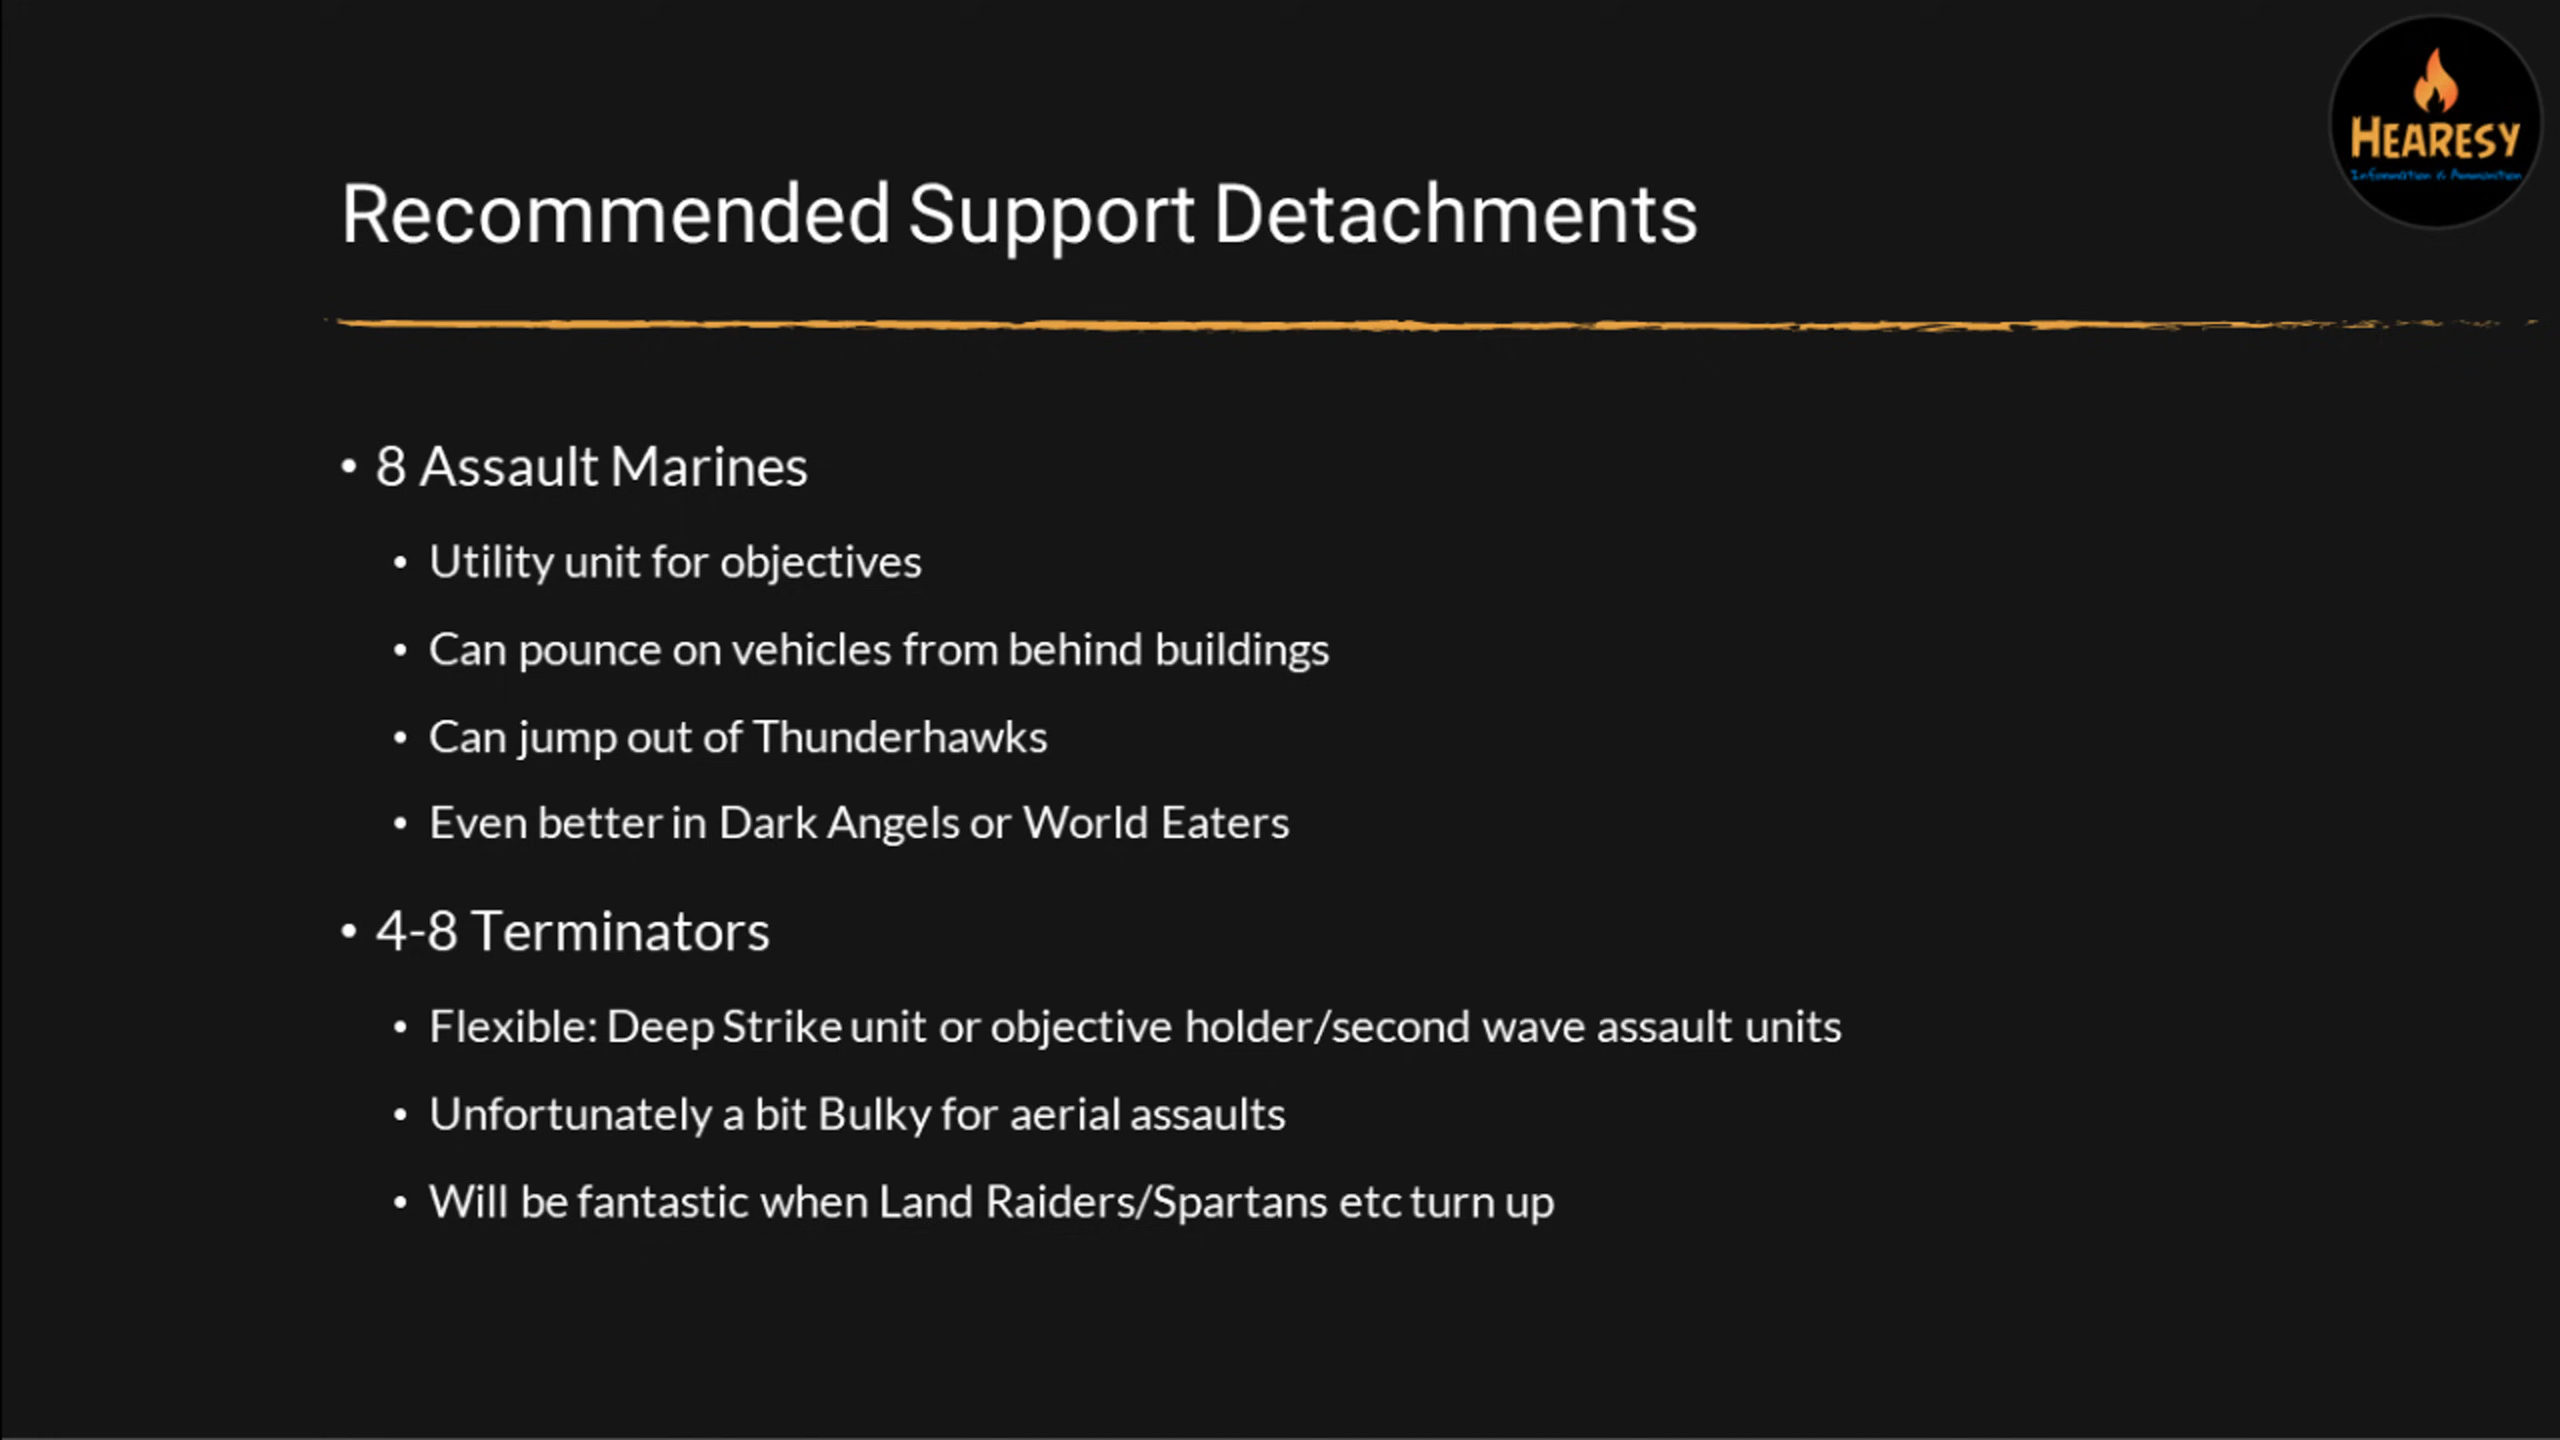 HEARESY
Information is Ammunition
Recommended Support Detachments
• 8 Assault Marines
• Utility unit for objectives
• Can pounce on vehicles from behind buildings
• Can jump out of Thunderhawks
• Even better in Dark Angels or World Eaters
• 4-8 Terminators
• Flexible: Deep Strike unit or objective holder/second wave assault units
• Unfortunately a bit Bulky for aerial assaults
• Will be fantastic when Land Raiders/Spartans etc turn up